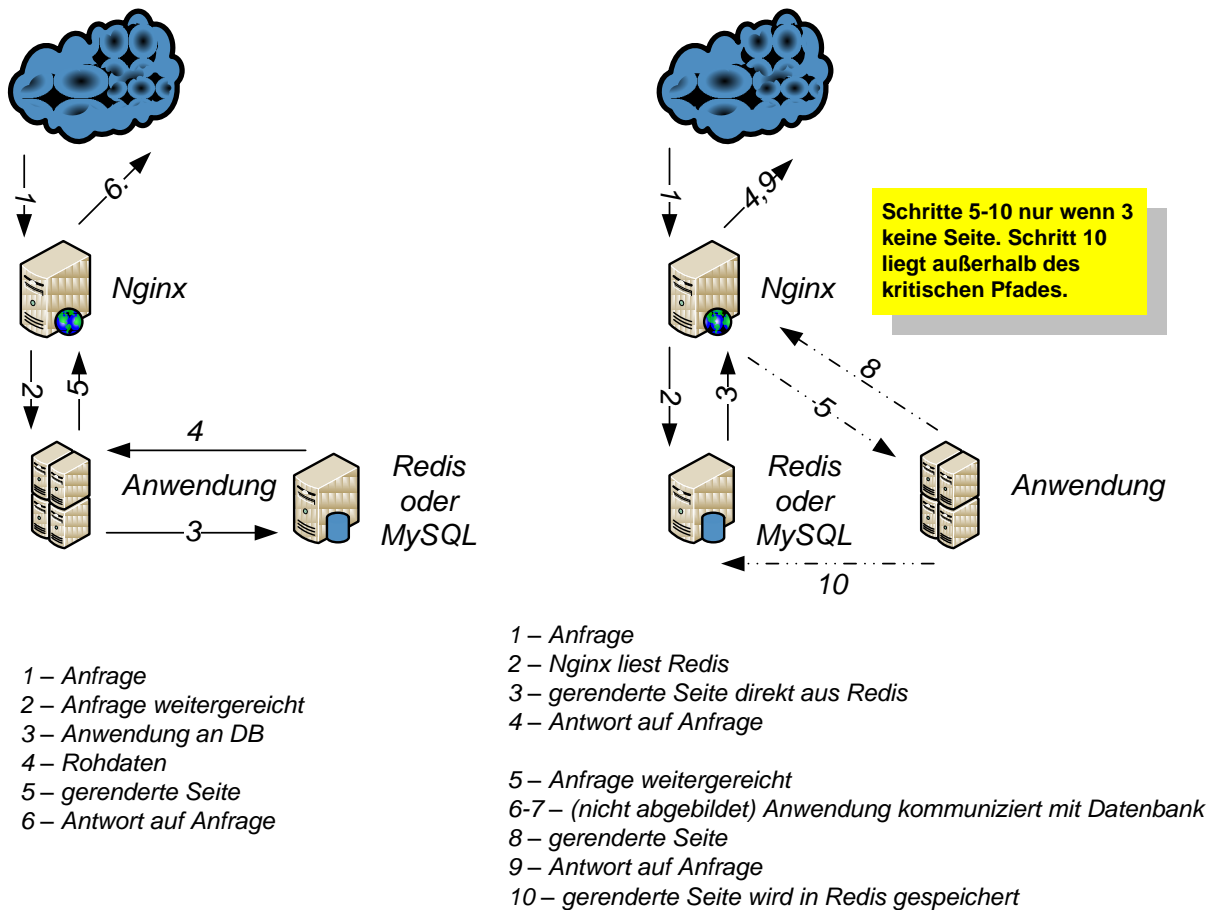 1
6.
Nginx
2
5
4
Anwendung
3
Redis
oder
MySQL
1 – Anfrage
2 – Anfrage weitergereicht
3 – Anwendung an DB
4 – Rohdaten
5 – gerenderte Seite
6 – Antwort auf Anfrage
1
4,9
Schritte 5-10 nur wenn 3
keine Seite. Schritt 10
liegt außerhalb des
kritischen Pfades.
Nginx
2
3
5
8
Redis
oder
MySQL
Anwendung
10
1 – Anfrage
2 – Nginx liest Redis
3 – gerenderte Seite direkt aus Redis
4 – Antwort auf Anfrage
5 – Anfrage weitergereicht
6-7 – (nicht abgebildet) Anwendung kommuniziert mit Datenbank
8 – gerenderte Seite
9 – Antwort auf Anfrage
10 – gerenderte Seite wird in Redis gespeichert